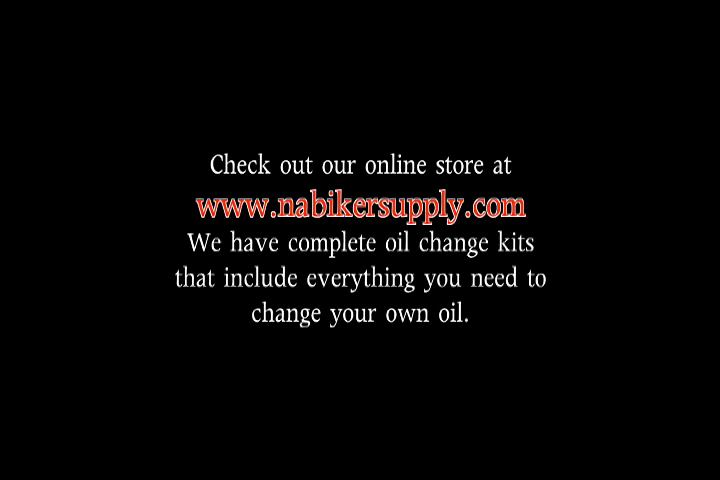 Check out our online store at
www.nabikersupply.com
We have complete oil change kits
that include everything you need to
change your own oil.